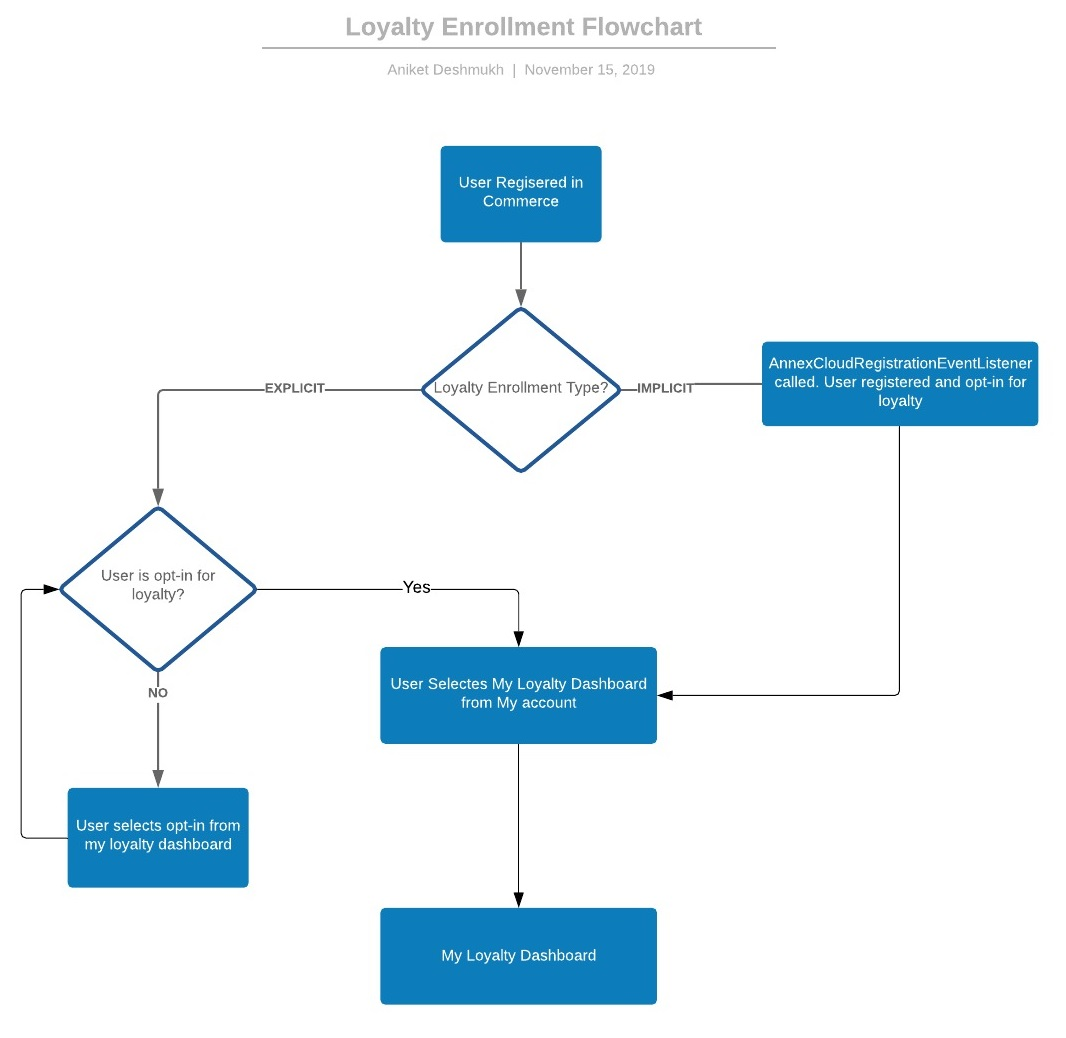 Loyalty Enrollment Flowchart
Aniket Deshmukh | November 15, 2019
User Regisered in
Commerce
Loyalty Enrollment Type?
EXPLICIT
IMPLICIT
AnnexCloudRegistrationEventListener
called. User registered and opt-in for
loyalty
User is opt-in for
loyalty?
Yes
NO
User Selectes My Loyalty Dashboard
from My account
User selects opt-in from
my loyalty dashboard
My Loyalty Dashboard